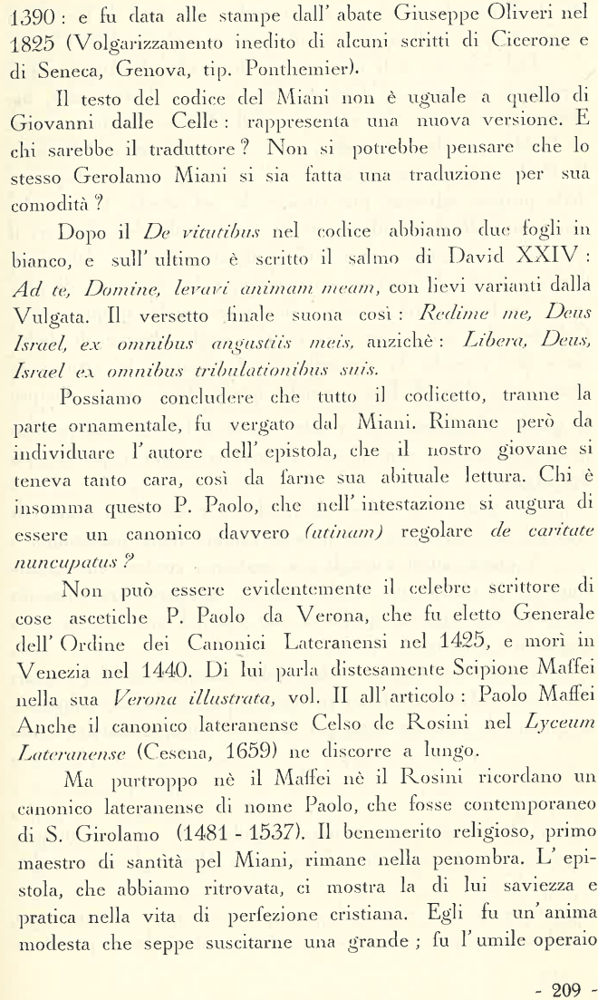 1390 : e fu data alle stampe dall' abate Giuseppe Oliveri nel
1825 (Volgarizzamento inedito di alcuni scritti di Cicerone e
di Seneca, Genova, tip. Ponthemier).
Il testo del codice del Miani non è uguale a quello di
Giovanni dalle Celle : rappresenta una nuova versione. E
chi sarebbe il traduttore ? Non si potrebbe pensare che lo
stesso Gerolamo Miani si sia fatta una traduzione per sua
comodità ?
Dopo il De vitutibus nel codice abbiamo due fogli in
bianco, e sull' ultimo è scritto il salmo di David XXIV :
Ad te, Domine, levavi animam meam, con lievi varianti dalla
Vulgata. Il versetto finale suona così : Redime me, Deus
Israel, ex omnibus angustiis meis, anzichè : Libera, Deus,
Israel ex omnibus tribulationibus suis.
Possiamo concludere che tutto il codicetto, tranne la
parte ornamentale, fu vergato dal Miani. Rimane però da
individuare l' autore dell' epistola, che il nostro giovane si
teneva tanto cara, così da farne sua abituale lettura. Chi è
insomma questo P. Paolo, che nell' intestazione si augura di
essere un canonico davvero (utinam) regolare de caritate
nuncupatus ?
Non può essere evidentemente il celebre scrittore di
cose ascetiche P. Paolo da Verona, che fu eletto Generale
dell' Ordine dei Canonici Lateranensi nel 1425, e morì in
Venezia nel 1440. Di lui parla distesamente Scipione Maffei
nella sua Verona illustrata, vol. II all' articolo : Paolo Maffei
Anche il canonico lateranense Celso de Rosini nel Lyceum
Lateranense (Cesena, 1659) ne discorre a lungo.
Ma purtroppo nè il Maffei nè il Rosini ricordano un
canonico lateranense di nome Paolo, che fosse contemporaneo
di S. Girolamo (1481 - 1537). Il benemerito religioso, primo
maestro di santìtà pel Miani, rimane nella penombra. L' epi-
stola, che abbiamo ritrovata, ci mostra la di lui saviezza e
pratica nella vita di perfezione cristiana. Egli fu un' anima
modesta che seppe suscitarne una grande ; fu l' umile operaio
- 209 -